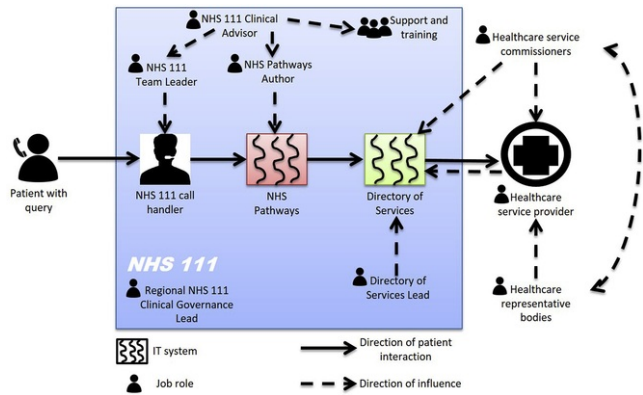 NHS 111 Clinical
Advisor
Support and
training
Healthcare service
commissioners
NHS 111
Team Leader
NHS Pathways
Author
Patient with
query
NHS 111 call
handler
NHS
Pathways
Directory of
Services
Healthcare
service provider
NHS 111
Regional NHS 111
Clinical Governance
Lead
Directory of
Services Lead
Healthcare
representative
bodies
IT system
Direction of patient
interaction
Job role
Direction of influence